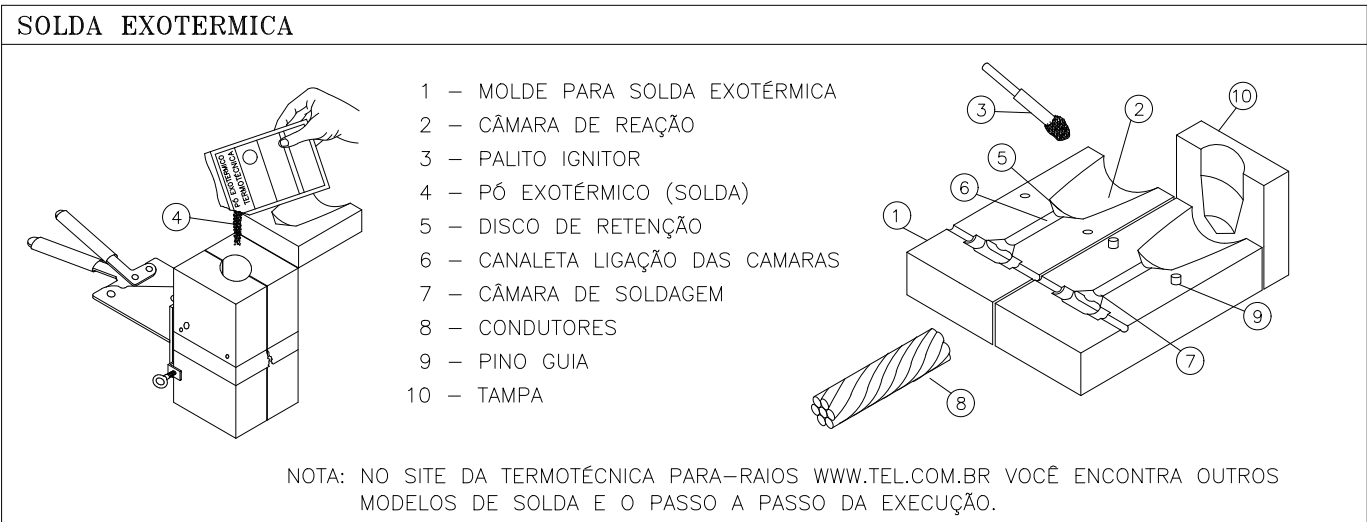 SOLDA EXOTERMICA
PÓ EXOTÉRMICO
TERMOTÉCNICA
4
1 – MOLDE PARA SOLDA EXOTÉRMICA
2 – CÂMARA DE REAÇÃO
3 – PALITO IGNITOR
4 – PÓ EXOTÉRMICO (SOLDA)
5 – DISCO DE RETENÇÃO
6 – CANALETA LIGAÇÃO DAS CAMARAS
7 – CÂMARA DE SOLDAGEM
8 – CONDUTORES
9 – PINO GUIA
10 – TAMPA
3
2
10
5
6
1
9
7
8
NOTA: NO SITE DA TERMOTÉCNICA PARA–RAIOS WWW.TEL.COM.BR VOCÊ ENCONTRA OUTROS
MODELOS DE SOLDA E O PASSO A PASSO DA EXECUÇÃO.